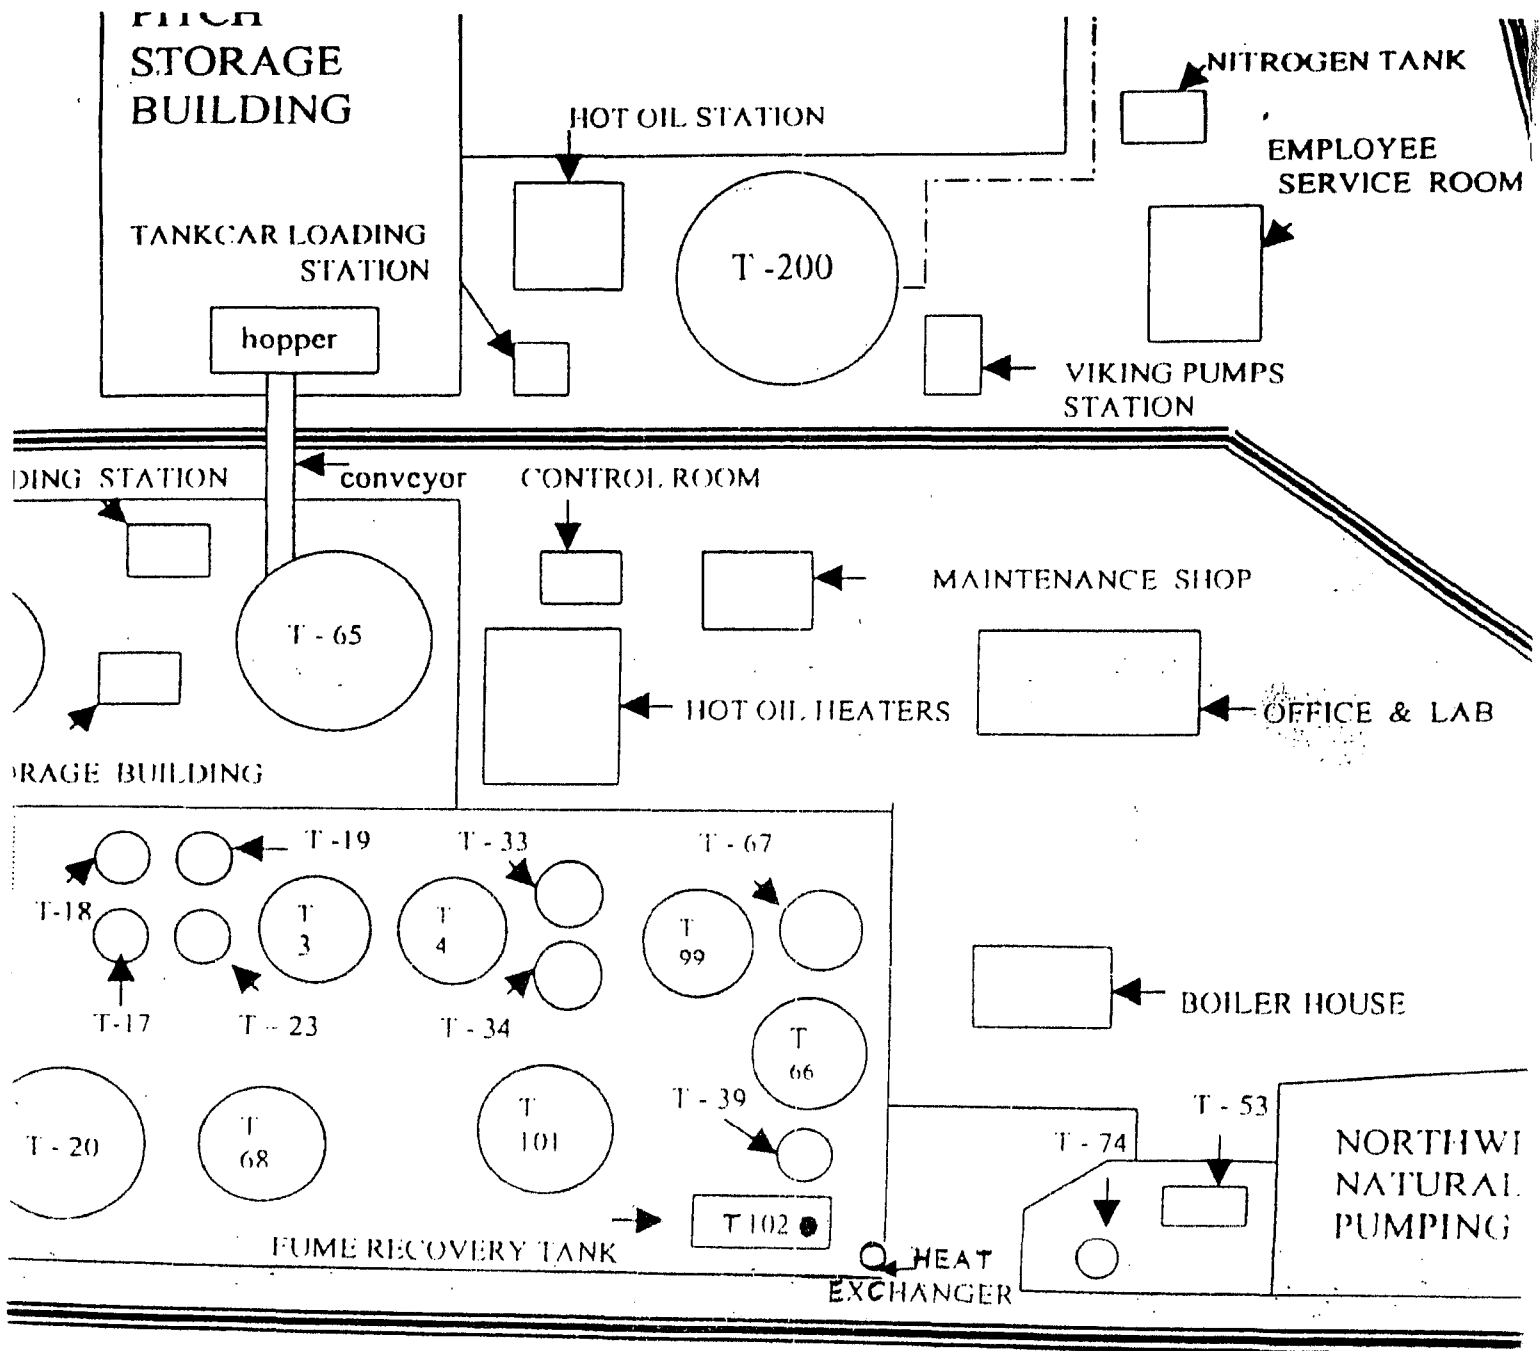 PITCH
STORAGE
BUILDING
NITROGEN TANK
HOT OIL STATION
EMPLOYEE
SERVICE ROOM
TANKCAR LOADING
STATION
T -200
hopper
VIKING PUMPS
STATION
DING STATION
conveyor
CONTROL ROOM
MAINTENANCE SHOP
T - 65
HOT OIL HEATERS
OFFICE & LAB
ORAGE BUILDING
T -19
T - 33
T - 67
T-18
T
3
T
4
T
99
T-17
T - 23
T - 34
BOILER HOUSE
T
66
T - 39
T - 53
T - 20
T
68
T
101
T - 74
NORTHWI
NATURAL
PUMPING
T 102
FUME RECOVERY TANK
HEAT
EXCHANGER